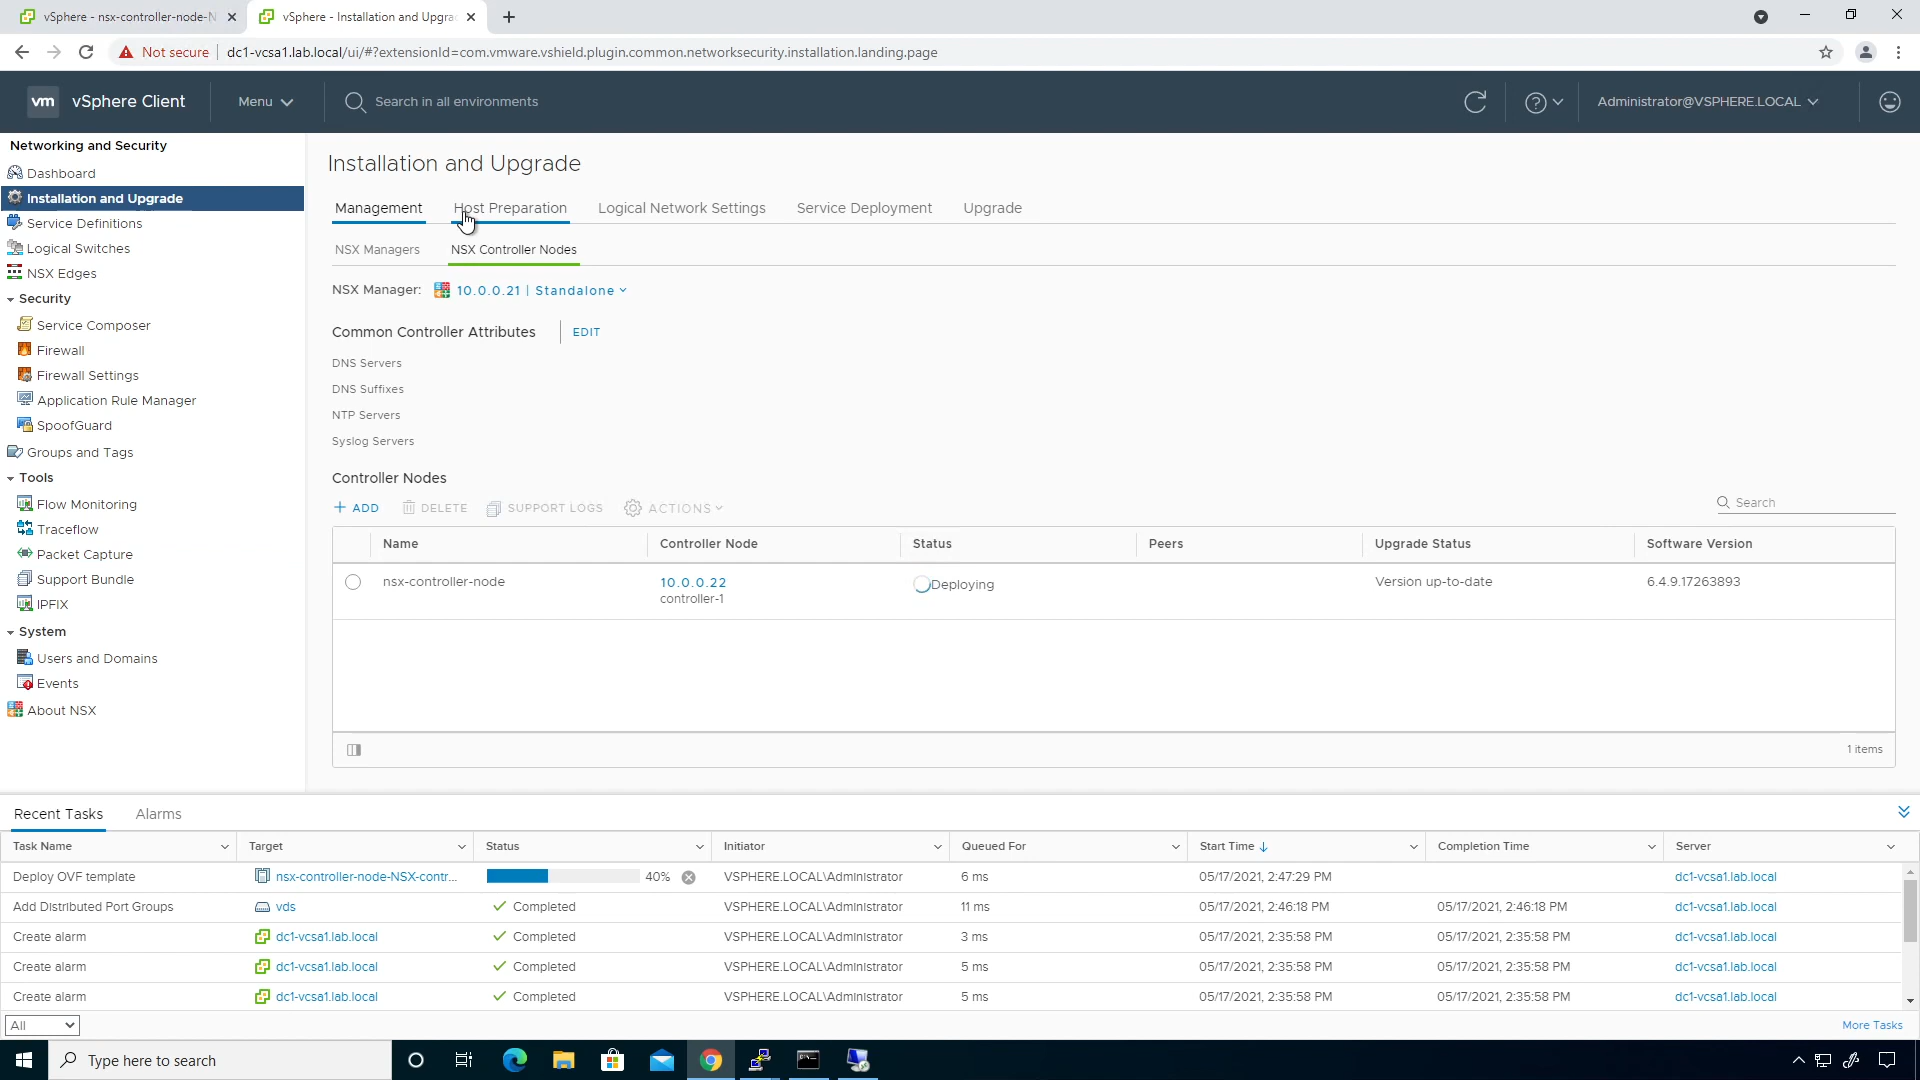 vSphere - nsx-controller-node-N
vSphere - Installation and Upgra
Not secure
dc1-vcsa1.lab.local/ui/#?extensionId=com.vmware.vshield.plugin.common.networksecurity.installation.landing.page
vm vSphere Client
Menu
Search in all environments
Administrator@VSPHERE.LOCAL
Networking and Security
Dashboard
Installation and Upgrade
Service Definitions
Logical Switches
NSX Edges
Security
Service Composer
Firewall
Firewall Settings
Application Rule Manager
SpoofGuard
Groups and Tags
Tools
Flow Monitoring
Traceflow
Packet Capture
Support Bundle
IPFIX
System
Users and Domains
Events
About NSX
Installation and Upgrade
Management Host Preparation Logical Network Settings Service Deployment Upgrade
NSX Managers NSX Controller Nodes
NSX Manager: 10.0.0.21 | Standalone
Common Controller Attributes EDIT
DNS Servers
DNS Suffixes
NTP Servers
Syslog Servers
Controller Nodes
ADD DELETE SUPPORT LOGS ACTIONS Search
Name Controller Node Status Peers Upgrade Status Software Version
nsx-controller-node 10.0.0.22 Deploying Version up-to-date 6.4.9.17263893
controller-1
1 items
Recent Tasks Alarms
Task Name Target Status Initiator Queued For Start Time Completion Time Server
Deploy OVF template nsx-controller-node-NSX-contr... 40% VSPHERE.LOCAL\Administrator 6 ms 05/17/2021, 2:47:29 PM dc1-vcsa1.lab.local
Add Distributed Port Groups vds Completed VSPHERE.LOCAL\Administrator 11 ms 05/17/2021, 2:46:18 PM 05/17/2021, 2:46:18 PM dc1-vcsa1.lab.local
Create alarm dc1-vcsa1.lab.local Completed VSPHERE.LOCAL\Administrator 3 ms 05/17/2021, 2:35:58 PM 05/17/2021, 2:35:58 PM dc1-vcsa1.lab.local
Create alarm dc1-vcsa1.lab.local Completed VSPHERE.LOCAL\Administrator 5 ms 05/17/2021, 2:35:58 PM 05/17/2021, 2:35:58 PM dc1-vcsa1.lab.local
Create alarm dc1-vcsa1.lab.local Completed VSPHERE.LOCAL\Administrator 5 ms 05/17/2021, 2:35:58 PM 05/17/2021, 2:35:58 PM dc1-vcsa1.lab.local
All
More Tasks
Type here to search